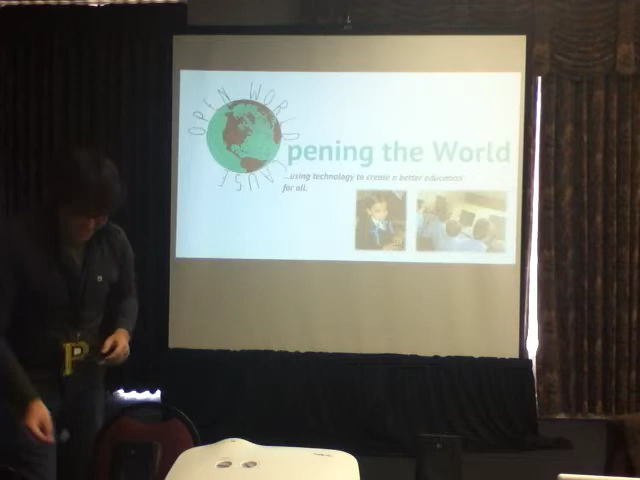 OPEN WORLD CAUSE
pening the World
...using technology to create a better education
for all.
P